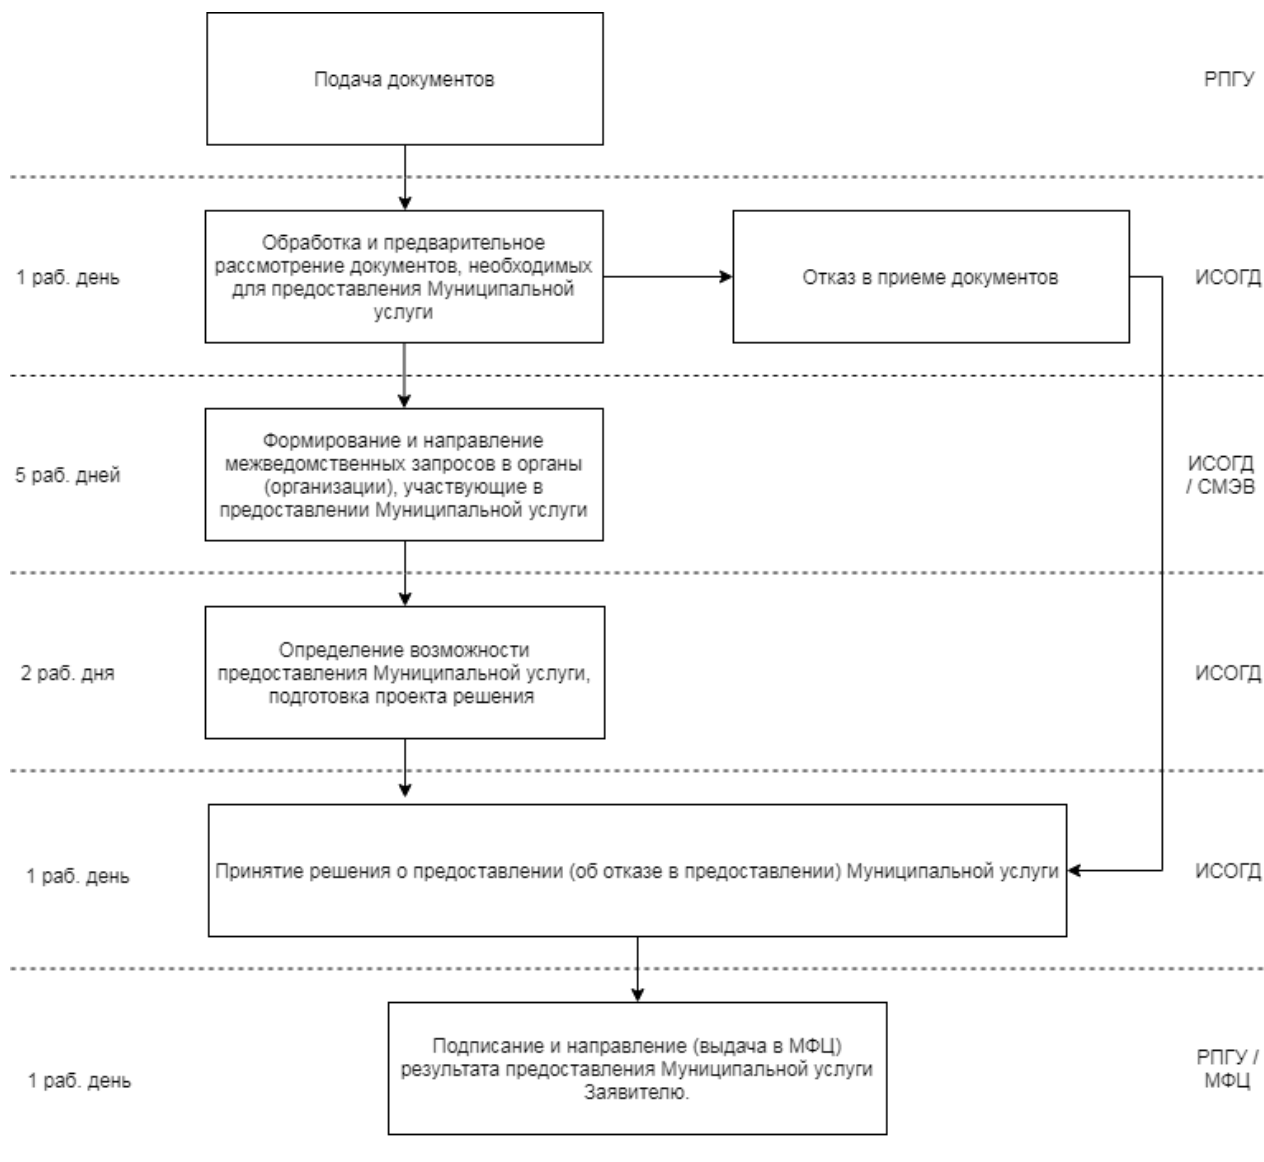 Подача документов
РПГУ
1 раб. день
Обработка и предварительное
рассмотрение документов, необходимых
для предоставления Муниципальной
услуги
Отказ в приеме документов
ИСОГД
5 раб. дней
Формирование и направление
межведомственных запросов в органы
(организации), участвующие в
предоставлении Муниципальной услуги
ИСОГД
/ СМЭВ
2 раб. дня
Определение возможности
предоставления Муниципальной услуги,
подготовка проекта решения
ИСОГД
1 раб. день
Принятие решения о предоставлении (об отказе в предоставлении) Муниципальной услуги
ИСОГД
1 раб. день
Подписание и направление (выдача в МФЦ)
результата предоставления Муниципальной услуги
Заявителю.
РПГУ /
МФЦ